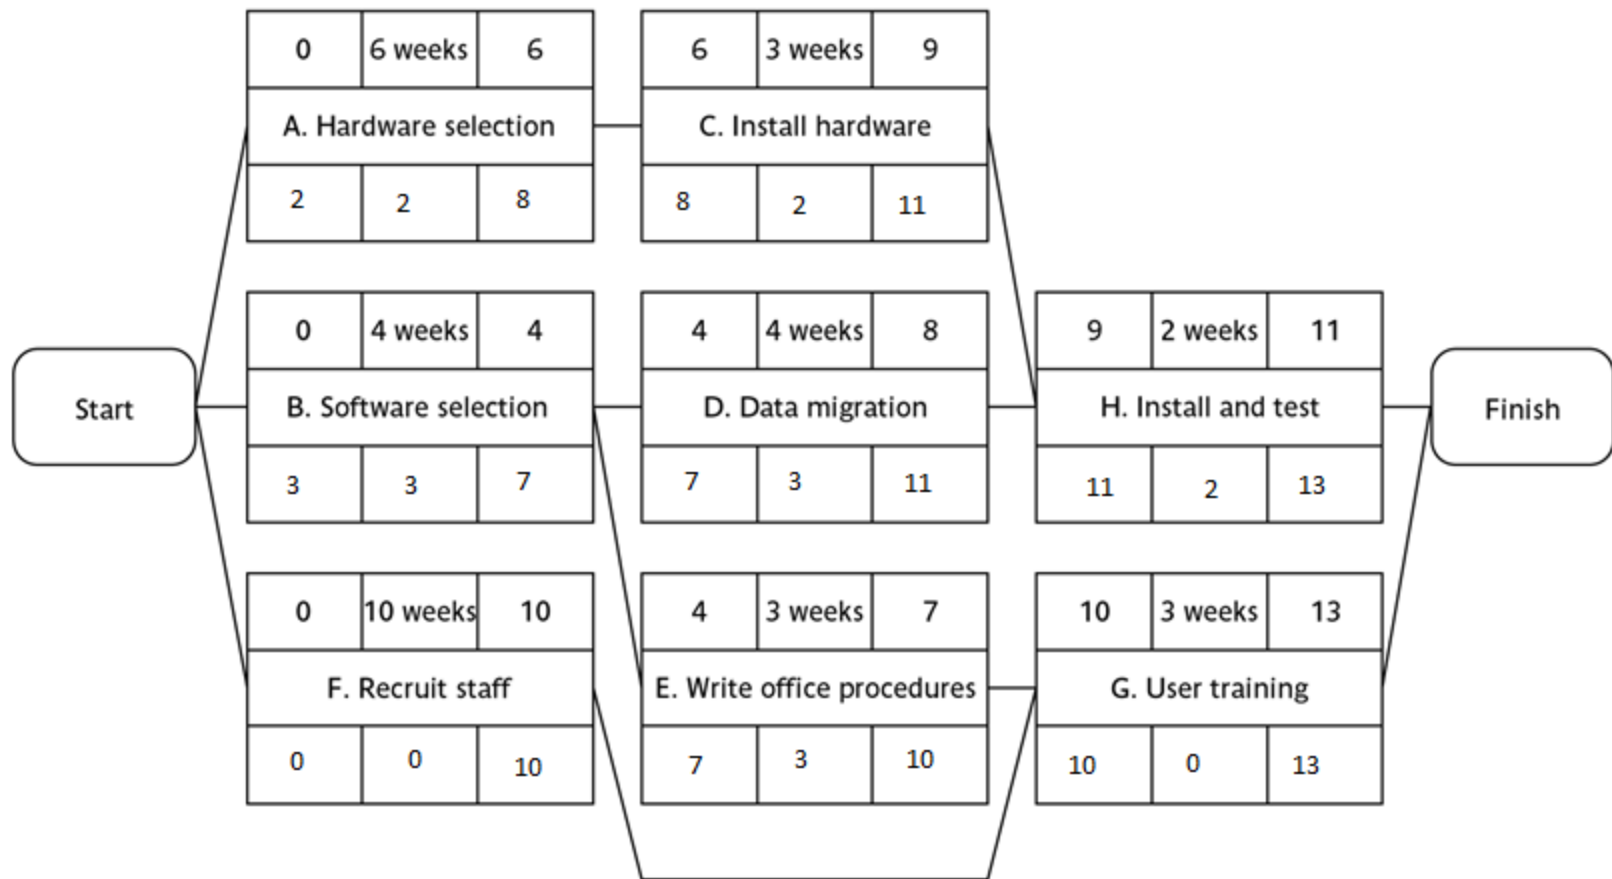 0 6 weeks 6
A. Hardware selection
2 2 8
6 3 weeks 9
C. Install hardware
8 2 11
Start
0 4 weeks 4
B. Software selection
3 3 7
4 4 weeks 8
D. Data migration
7 3 11
9 2 weeks 11
H. Install and test
11 2 13
Finish
0 10 weeks 10
F. Recruit staff
0 0 10
4 3 weeks 7
E. Write office procedures
7 3 10
10 3 weeks 13
G. User training
10 0 13